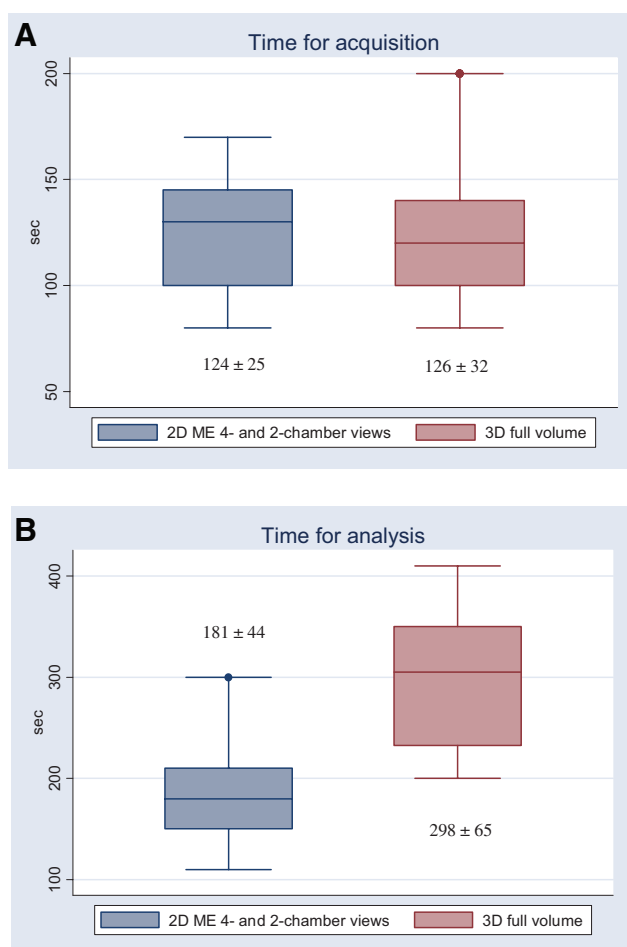 A
Time for acquisition
200
150
sec
100
50
124 ± 25
126 ± 32
2D ME 4- and 2-chamber views
3D full volume
B
Time for analysis
400
300
sec
200
100
181 ± 44
298 ± 65
2D ME 4- and 2-chamber views
3D full volume